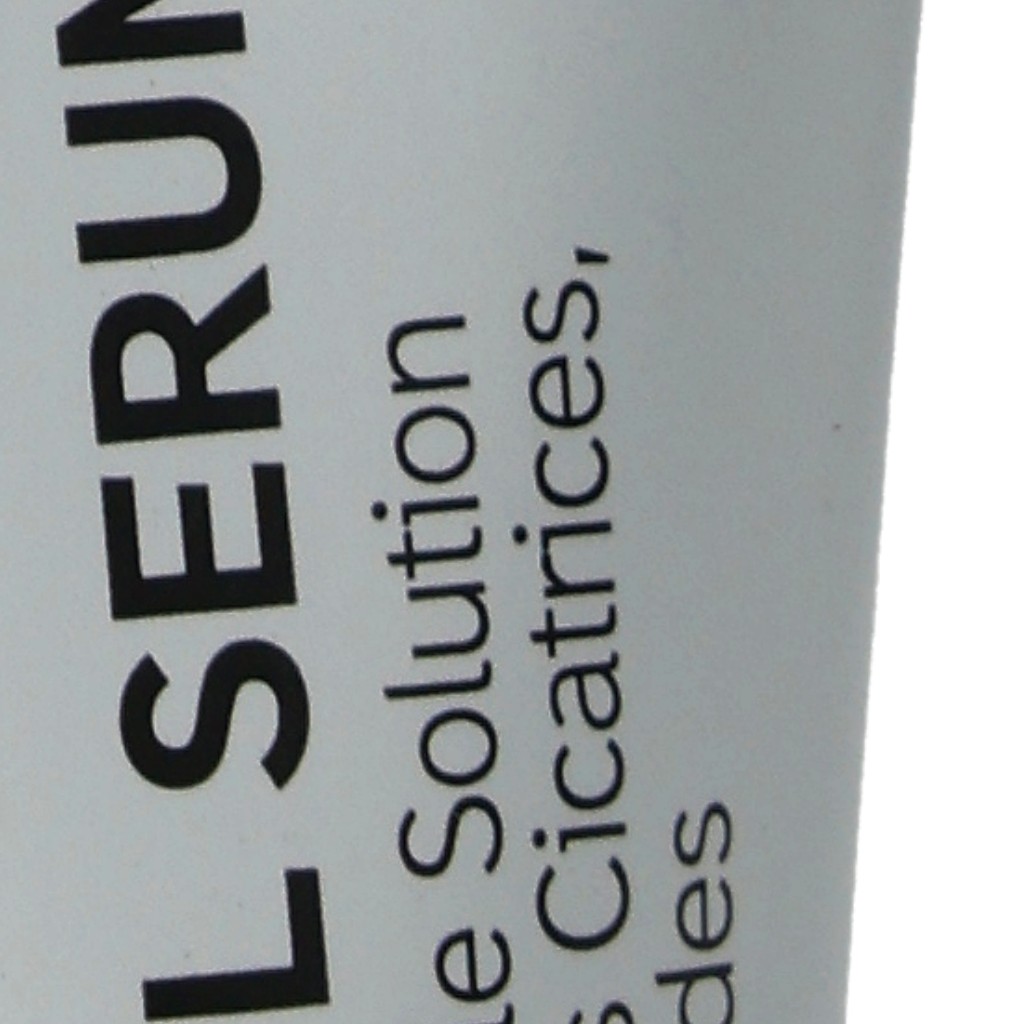 L SERUM
Solution
Cicatrices,
des